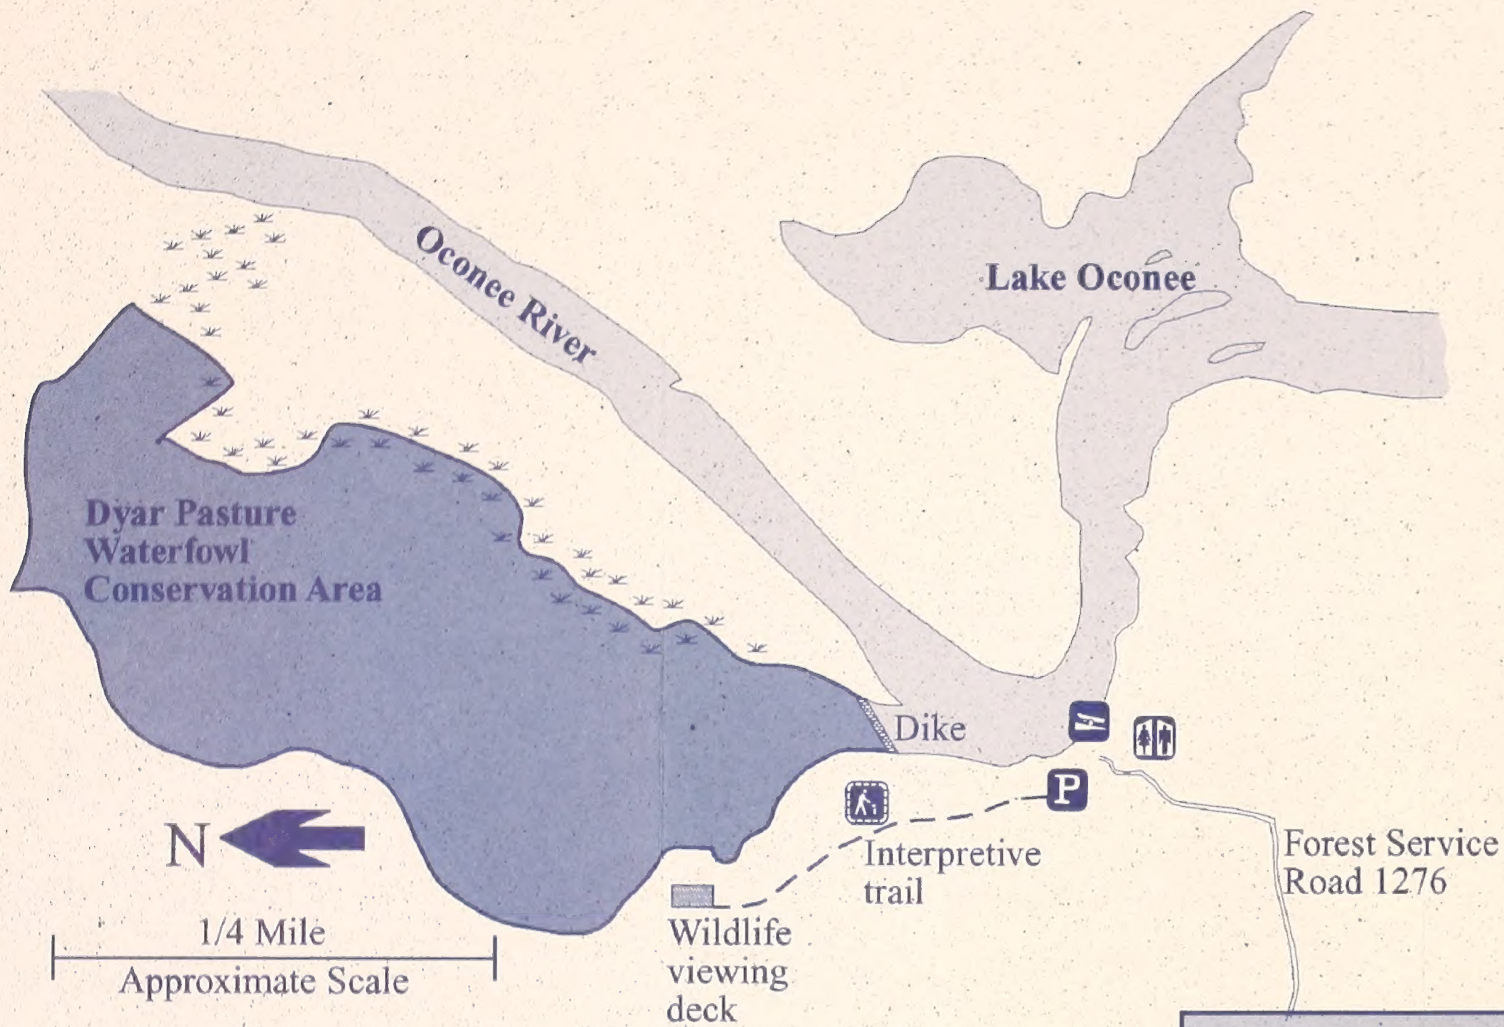 Oconee River
Lake Oconee
Dyar Pasture
Waterfowl
Conservation Area
Dike
P
N
Interpretive
trail
Forest Service
Road 1276
1/4 Mile
Approximate Scale
Wildlife
viewing
deck